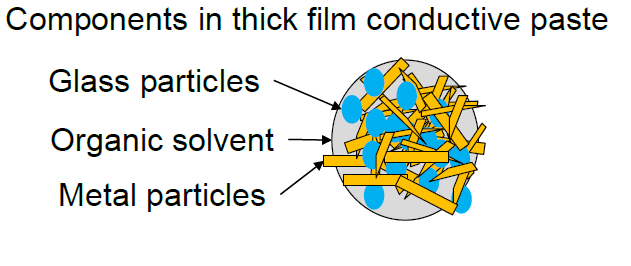 Components in thick film conductive paste
Glass particles
Organic solvent
Metal particles